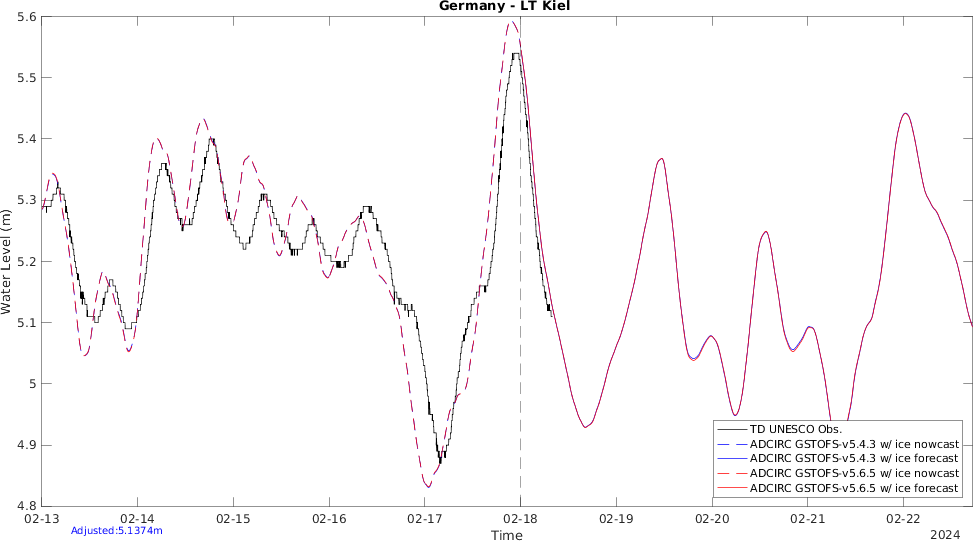 Germany - LT Kiel
5.6
5.5
5.4
5.3
5.2
5.1
5
4.9
4.8
Water Level (m)
02-13 02-14 02-15 02-16 02-17 02-18 02-19 02-20 02-21 02-22
Adjusted:5.1374m
Time
2024
TD UNESCO Obs.
ADCIRC GSTOFS-v5.4.3 w/ ice nowcast
ADCIRC GSTOFS-v5.4.3 w/ ice forecast
ADCIRC GSTOFS-v5.6.5 w/ ice nowcast
ADCIRC GSTOFS-v5.6.5 w/ ice forecast